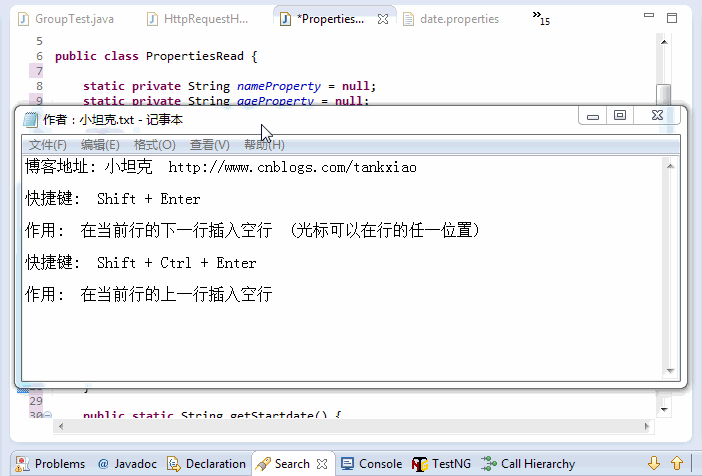 GroupTest.java HttpRequestH... *Properties... date.properties »15
5
6 public class PropertiesRead {
7
8 static private String nameProperty = null;
9 static private String ageProperty = null;
作者：小坦克.txt - 记事本
文件(F) 编辑(E) 格式(O) 查看(V) 帮助(H)
博客地址: 小坦克 http://www.cnblogs.com/tankxiao
快捷键: Shift + Enter
作用: 在当前行的下一行插入空行 (光标可以在行的任一位置)
快捷键: Shift + Ctrl + Enter
作用: 在当前行的上一行插入空行
}
29
30 public static String getStartdate() {
Problems @ Javadoc Declaration Search Console TestNG Call Hierarchy